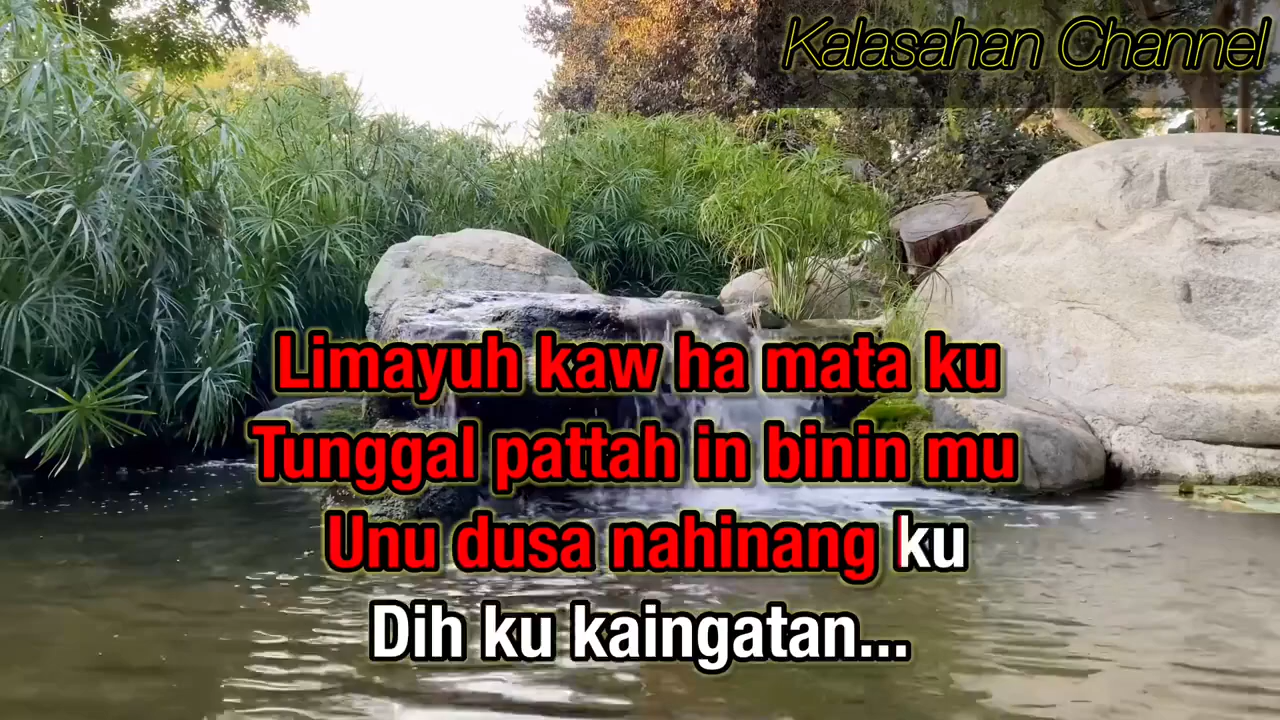 Kalasahan Channel
Limayuh kaw ha mata ku
Tunggal pattah in binin mu
Unu dusa nahinang ku
Dih ku kaingatan...